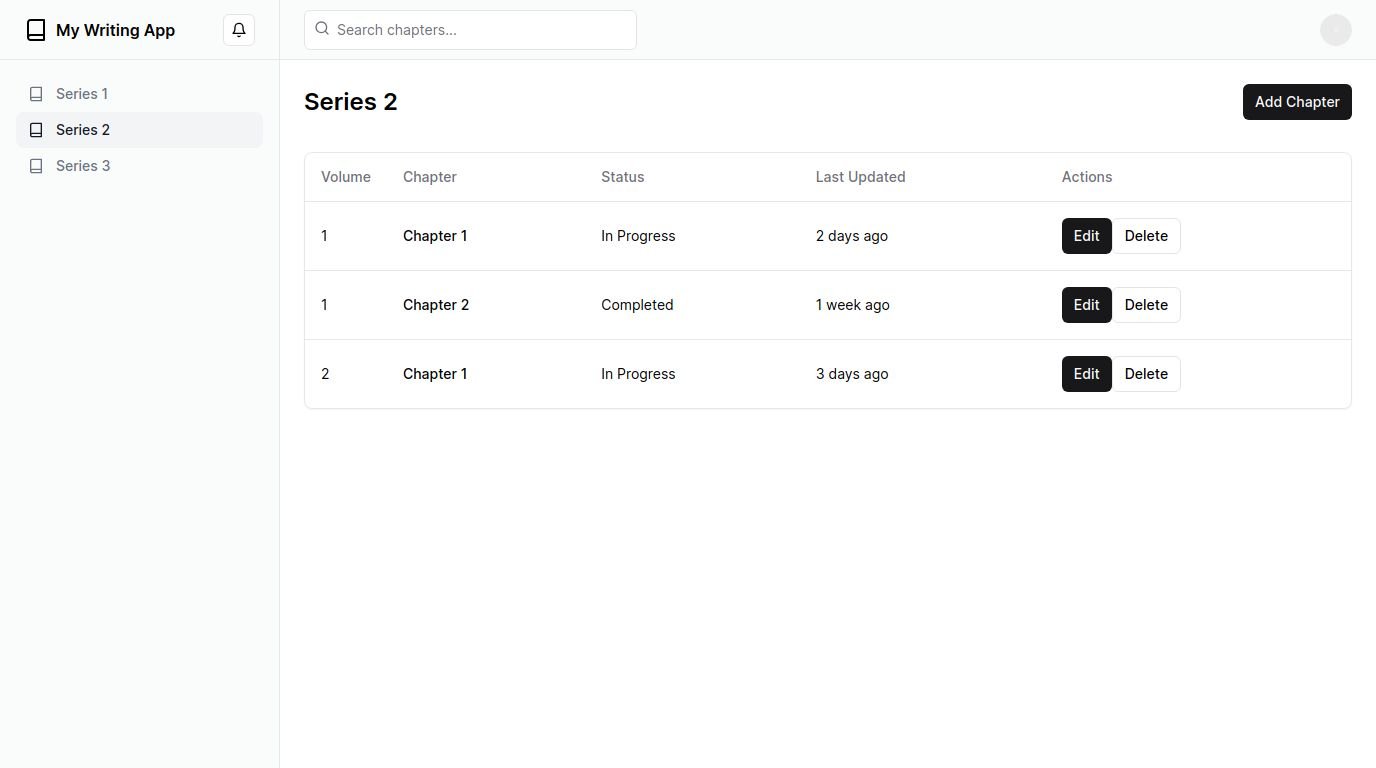 My Writing App
Search chapters...
Series 1
Series 2
Series 3
Series 2
Add Chapter
Volume Chapter Status Last Updated Actions
1 Chapter 1 In Progress 2 days ago Edit Delete
1 Chapter 2 Completed 1 week ago Edit Delete
2 Chapter 1 In Progress 3 days ago Edit Delete